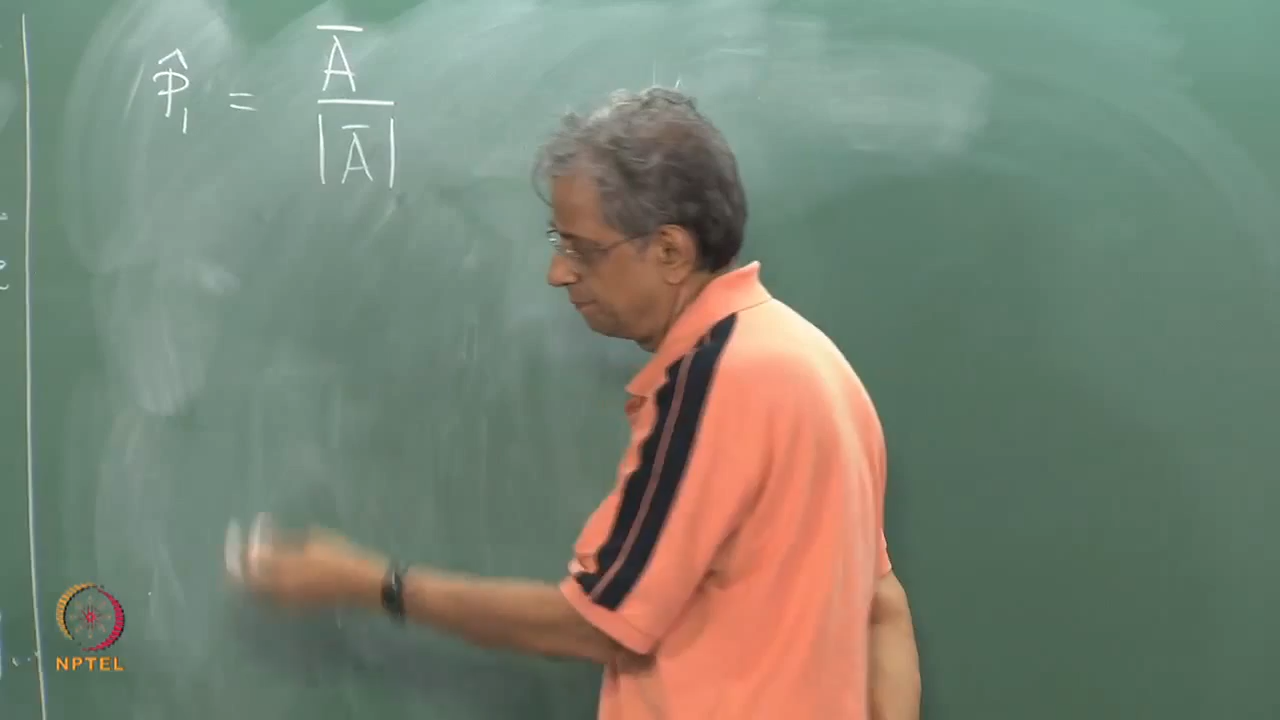 P̂₁ = A̅ / |A̅|
NPTEL